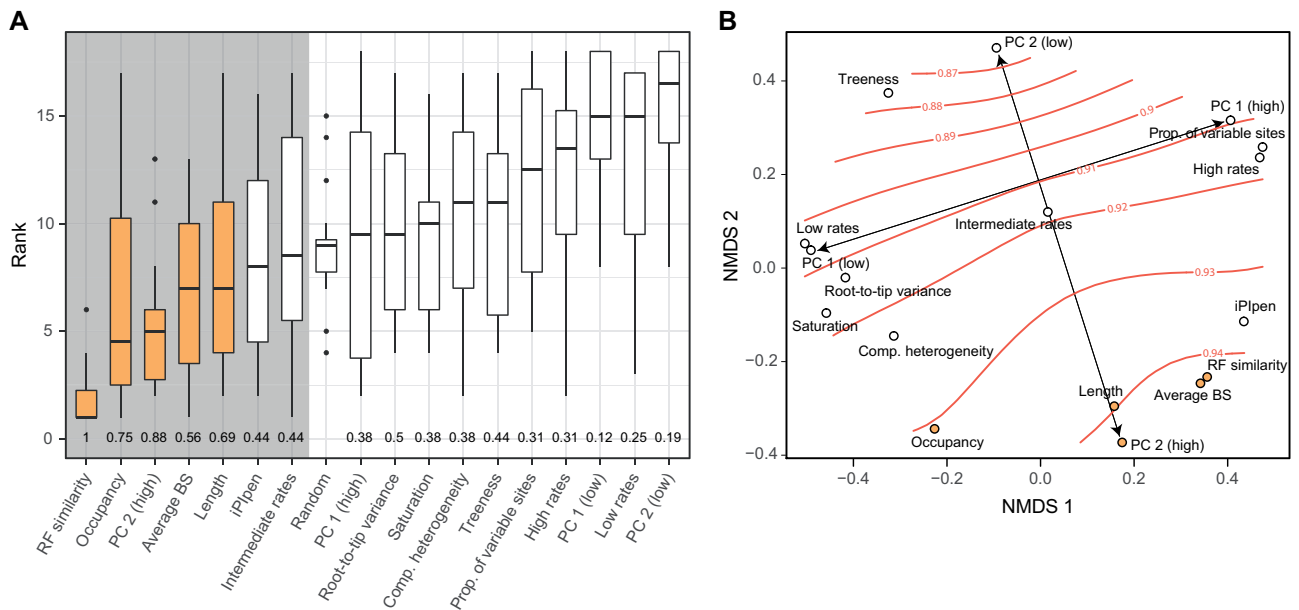 A
Rank
15
10
5
0
1
0.75
0.88
0.56
0.69
0.44
0.44
0.38
0.5
0.38
0.38
0.44
0.31
0.31
0.12
0.25
0.19
RF similarity
Occupancy
PC 2 (high)
Average BS
Length
iPIpen
Intermediate rates
Random
PC 1 (high)
Root-to-tip variance
Saturation
Comp. heterogeneity
Treeness
Prop. of variable sites
High rates
PC 1 (low)
Low rates
PC 2 (low)
B
NMDS 2
0.4
0.2
0.0
−0.2
−0.4
PC 2 (low)
0.87
Treeness
0.88
PC 1 (high)
0.9
Prop. of variable sites
0.89
High rates
0.91
0.92
Intermediate rates
Low rates
PC 1 (low)
0.93
Root-to-tip variance
iPIpen
Saturation
Comp. heterogeneity
0.94
RF similarity
Length
Average BS
Occupancy
PC 2 (high)
−0.4
−0.2
0.0
0.2
0.4
NMDS 1